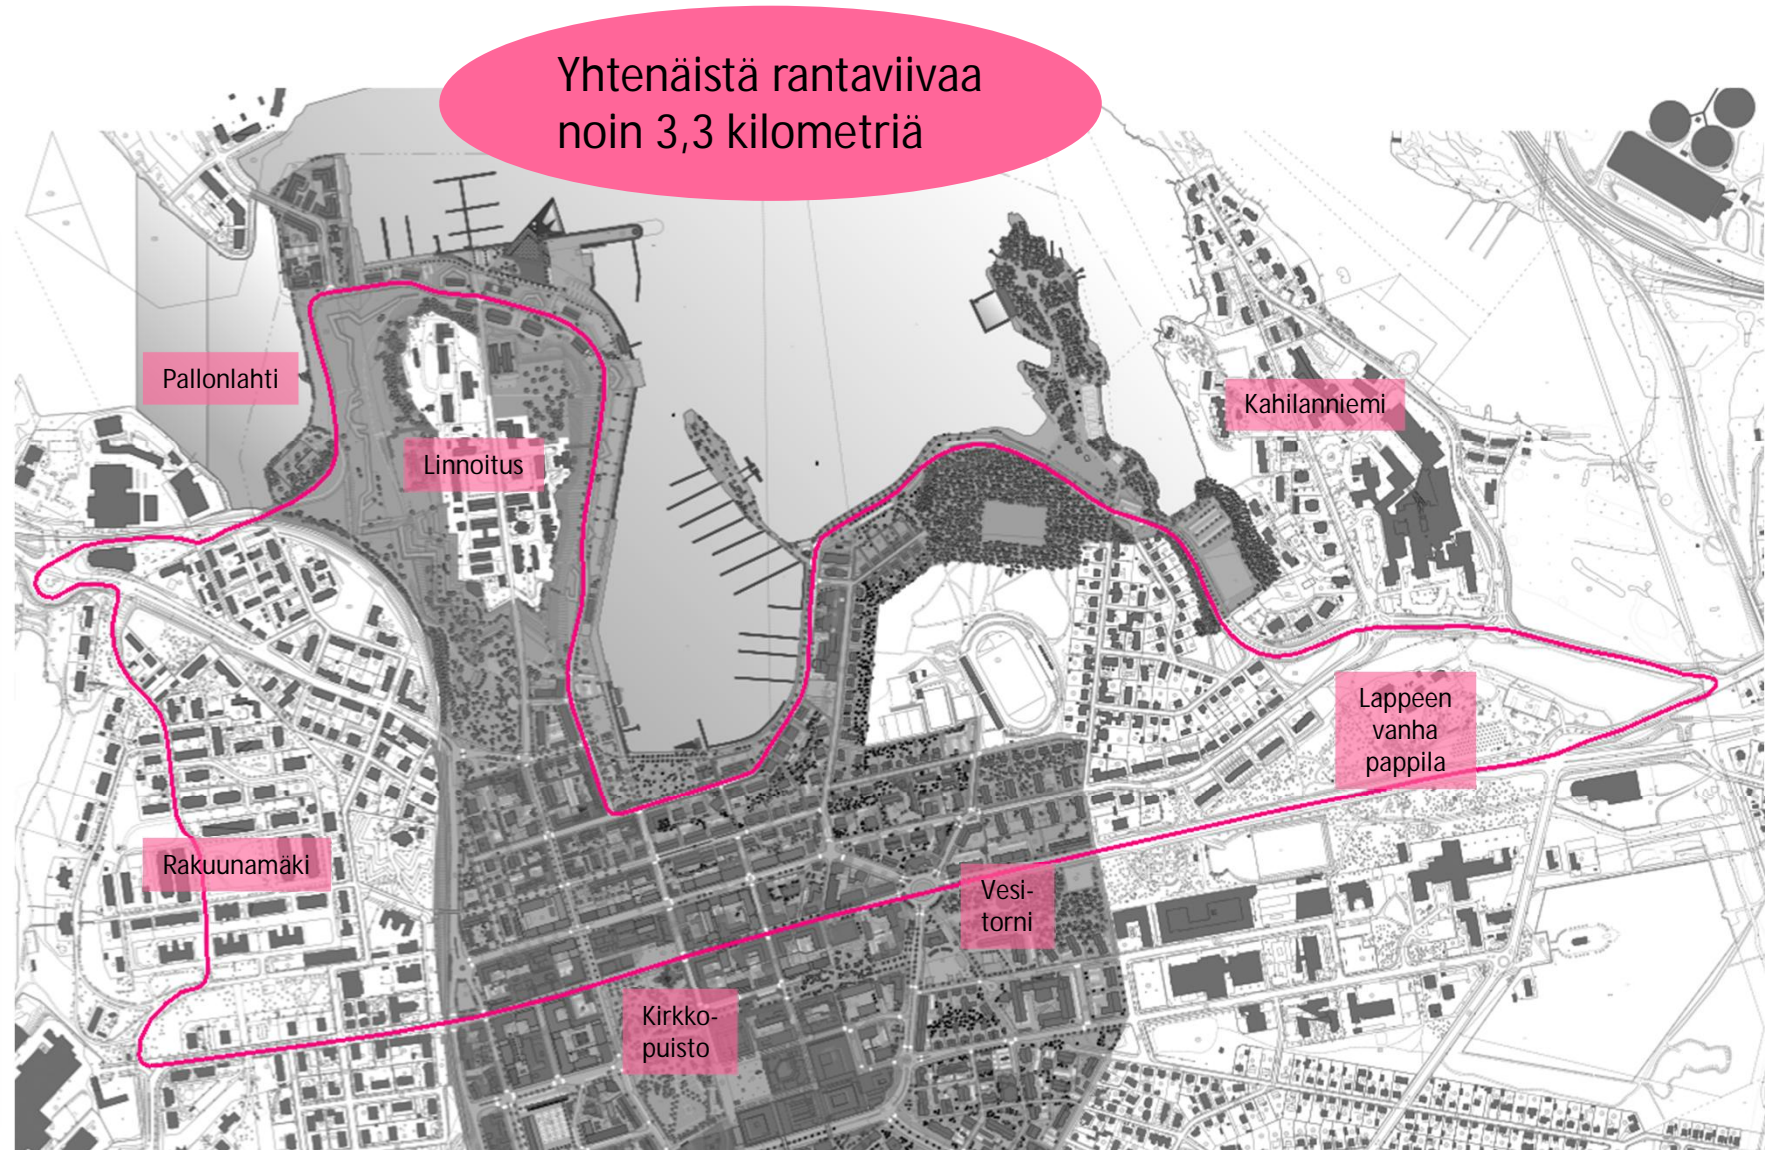 Yhtenäistä rantaviivaa
noin 3,3 kilometriä
Pallonlahti
Kahilanniemi
Linnoitus
Lappeen
vanha
pappila
Rakuunamäki
Vesi-
torni
Kirkko-
puisto